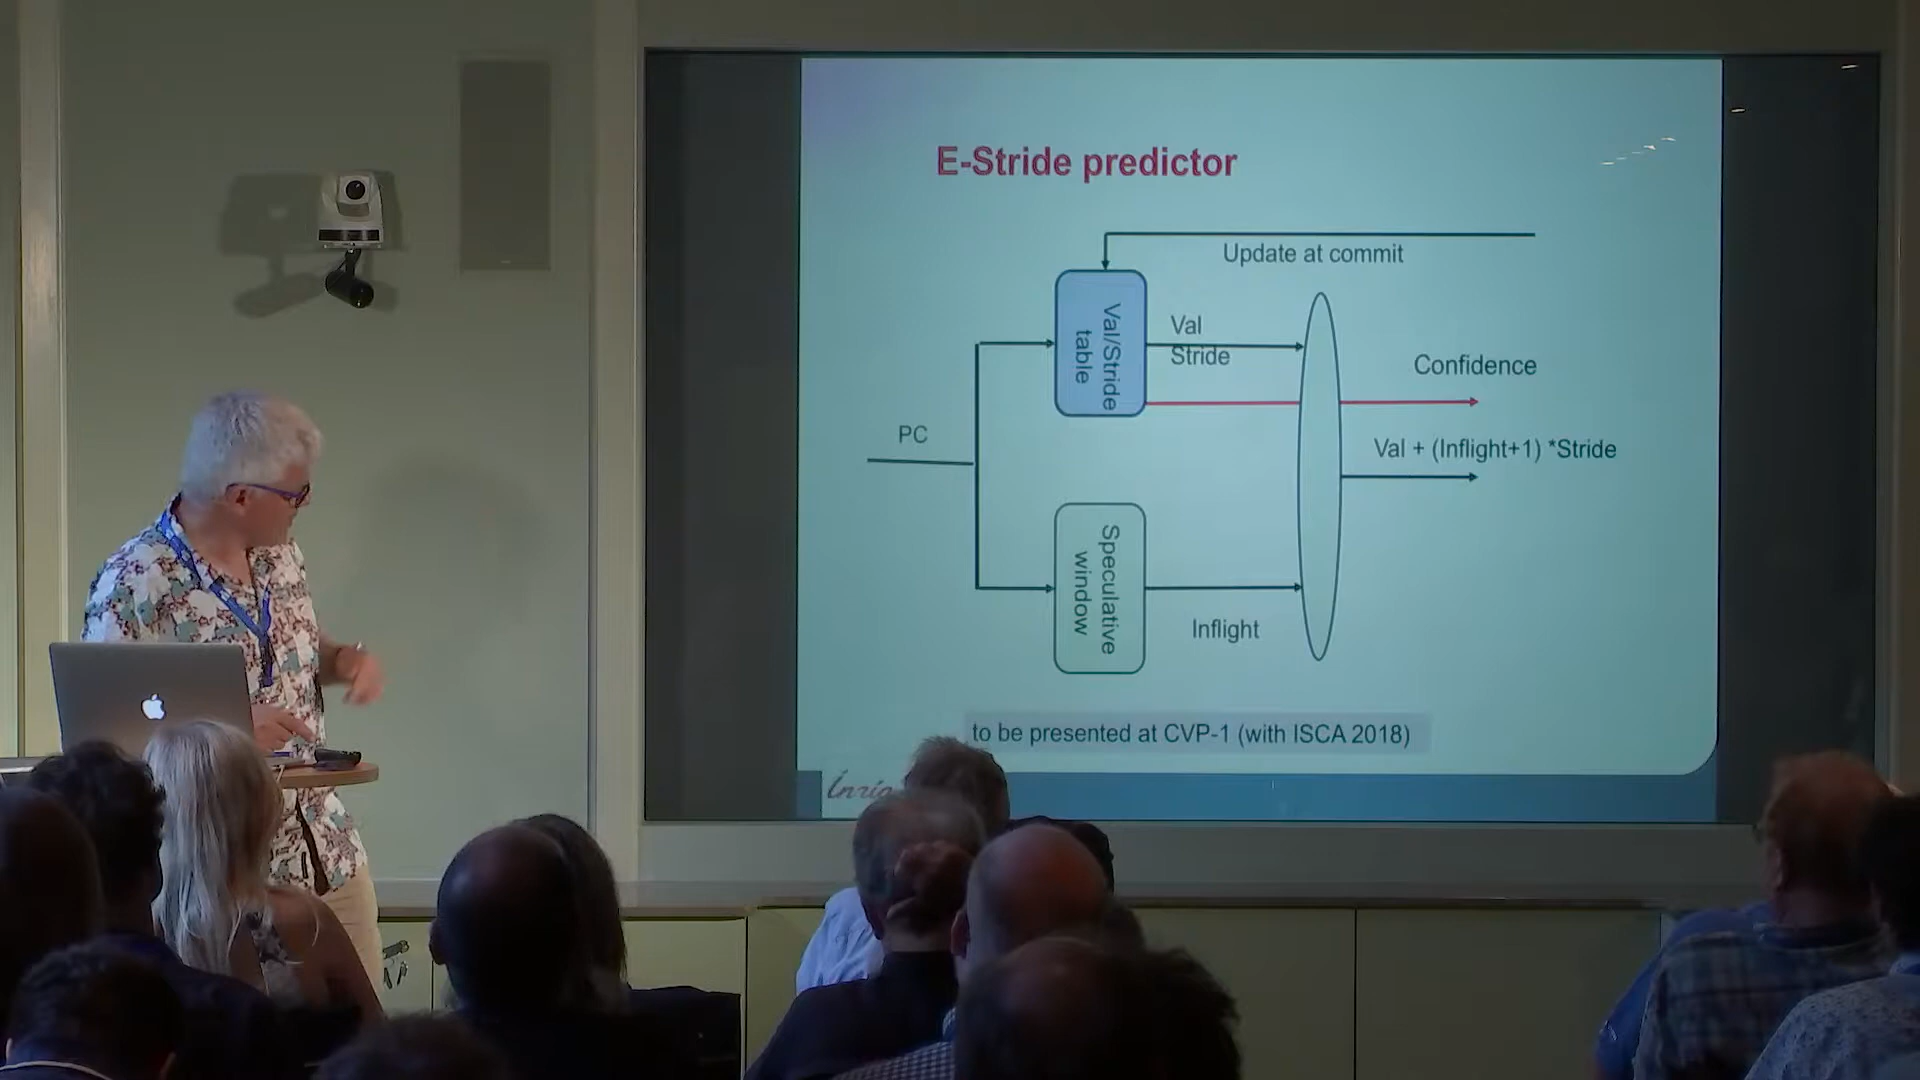 E-Stride predictor
Update at commit
Val/Stride
table
Val
Stride
Confidence
PC
Val + (Inflight+1) *Stride
Speculative
window
Inflight
to be presented at CVP-1 (with ISCA 2018)
Inria